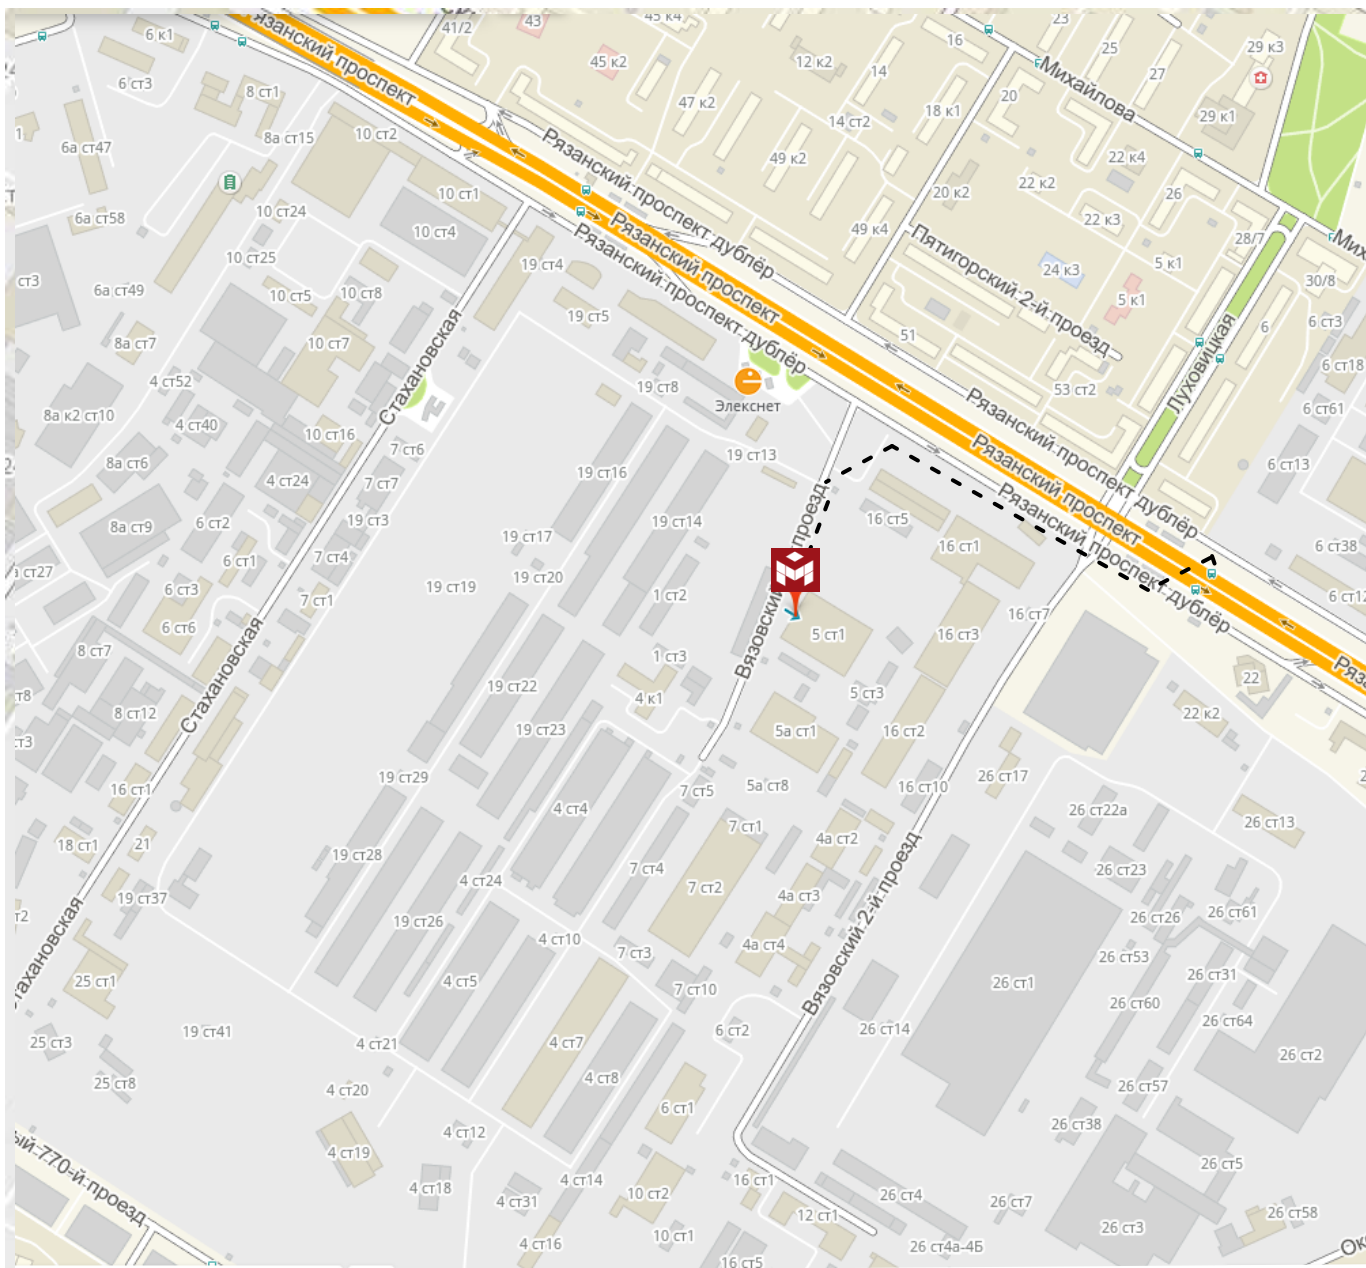 6 к1
41/2
43
45 к4
23
16
25
29 к3
45 к2
12 к2
14
27
Рязанский проспект
6 ст3
8 ст1
47 к2
20
Михайлова
18 к1
29 к1
14 ст2
6а ст47
8а ст15
10 ст2
Рязанский проспект дублёр
49 к2
22 к4
22 к2
20 к2
26
10 ст1
6а ст58
10 ст24
10 ст4
Рязанский проспект дублёр
Рязанский проспект
49 к4
22 к3
28/7
Пятигорский 2-й проезд
24 к3
5 к1
10 ст25
19 ст4
ст3
6а ст49
10 ст5
10 ст8
30/8
5 к1
19 ст5
6 ст3
6
51
8а ст7
10 ст7
Стахановская
Луховицкая
6 ст18
4 ст52
19 ст8
Элекснет
53 ст2
6 ст61
8а к2 ст10
4 ст40
10 ст16
7 ст6
Рязанский проспект дублёр
Рязанский проспект
Рязанский проспект дублёр
8а ст6
4 ст24
7 ст7
19 ст16
19 ст13
6 ст13
8а ст9
6 ст2
19 ст3
19 ст14
16 ст5
19 ст17
16 ст1
6 ст38
6 ст1
7 ст4
ст27
19 ст20
19 ст19
6 ст3
7 ст1
1 ст2
6 ст12
6 ст6
16 ст7
5 ст1
16 ст3
8 ст7
Стахановская
1 ст3
Вязовский проезд
22
19 ст22
4 к1
5 ст3
8 ст12
22 к2
19 ст23
5а ст1
16 ст2
19 ст29
26 ст17
16 ст1
7 ст5
5а ст8
16 ст10
4 ст4
26 ст22а
26 ст13
7 ст1
4а ст2
18 ст1
21
19 ст28
7 ст4
26 ст23
4 ст24
7 ст2
4а ст3
19 ст37
26 ст26
26 ст61
19 ст26
4 ст10
4а ст4
Вязовский 2-й проезд
7 ст3
26 ст53
Стахановская
25 ст1
4 ст5
7 ст10
26 ст1
26 ст31
26 ст60
19 ст41
6 ст2
26 ст14
26 ст64
25 ст3
4 ст21
4 ст7
26 ст2
25 ст8
4 ст20
4 ст8
26 ст57
6 ст1
26 ст38
4 ст12
4 ст19
26 ст5
770-й проезд
4 ст18
4 ст31
4 ст14
10 ст2
16 ст1
26 ст4
26 ст7
12 ст1
26 ст3
26 ст58
10 ст1
4 ст16
26 ст4а-4Б
16 ст5